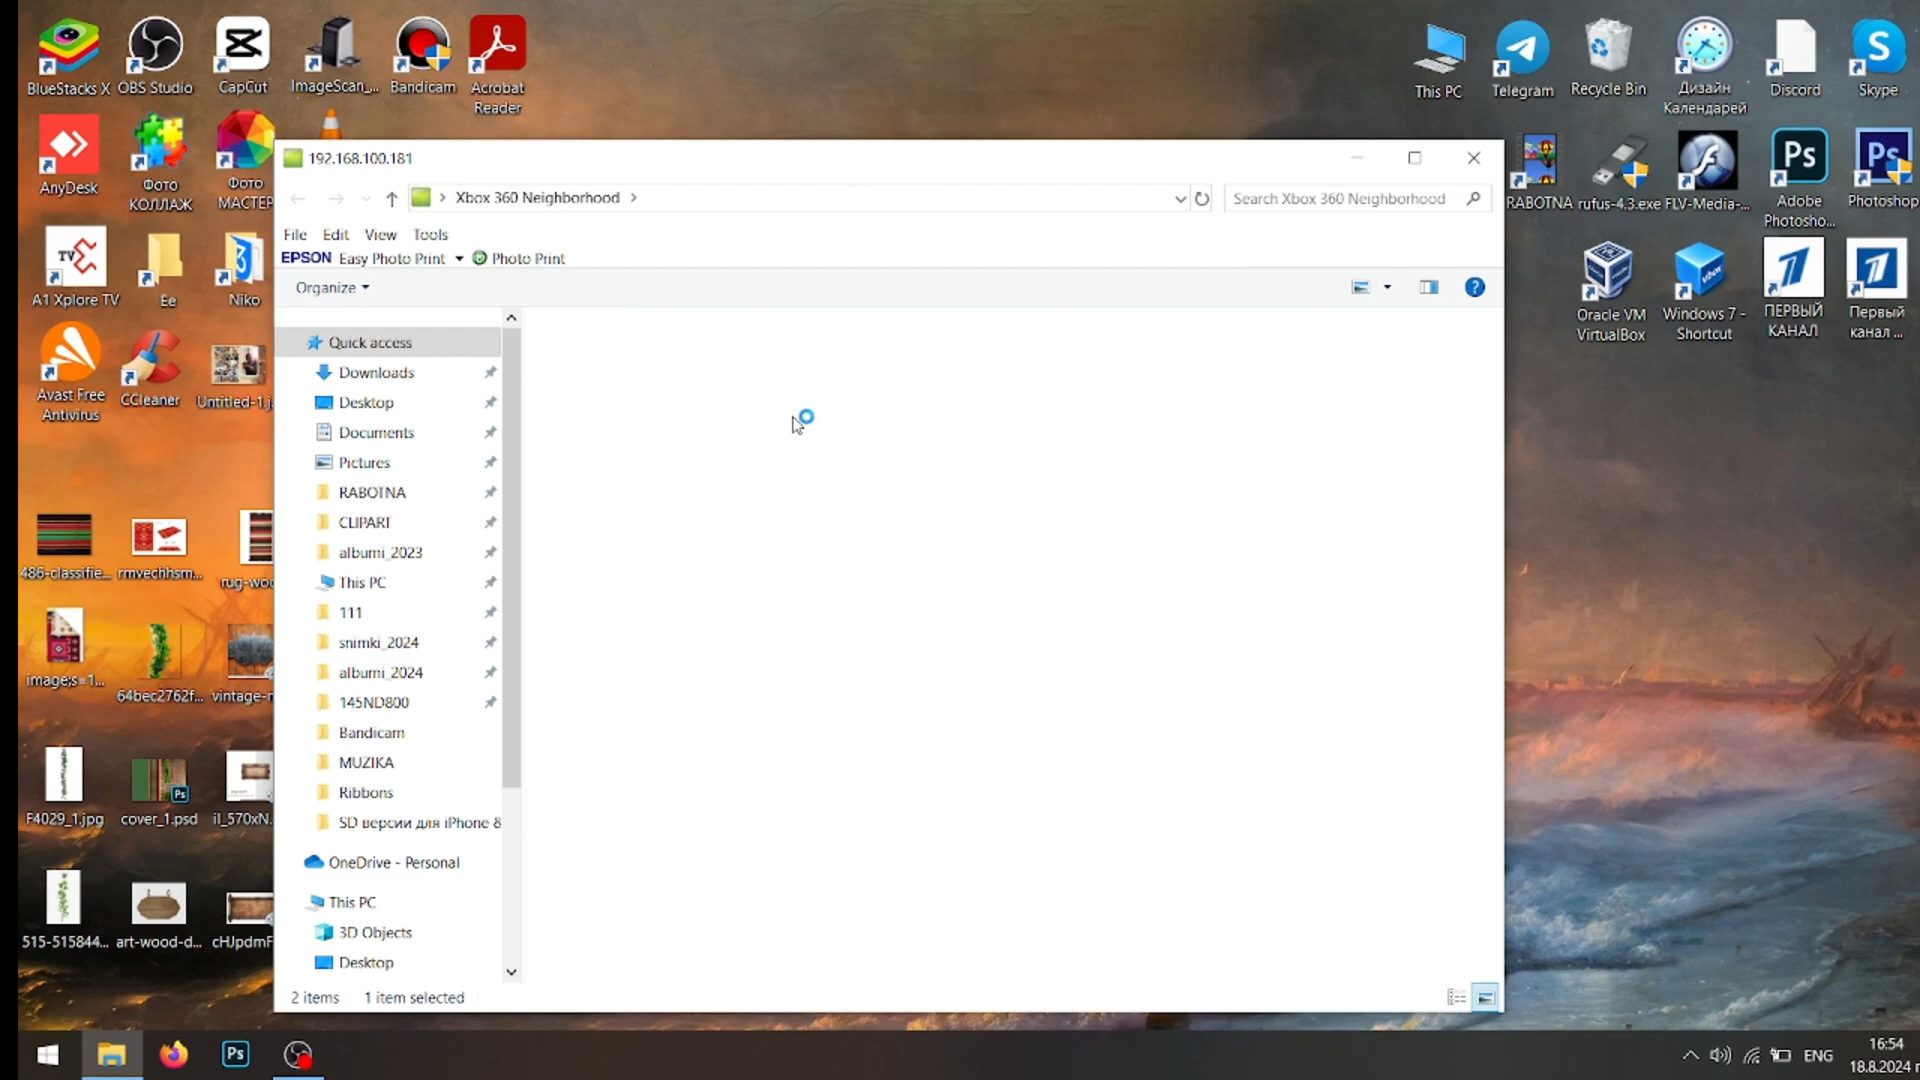 BlueStacks X
OBS Studio
CapCut
ImageScan_...
Bandicam
Acrobat
Reader
This PC
Telegram
Recycle Bin
Дизайн
Календарей
Discord
Skype
AnyDesk
Фото
КОЛЛАЖ
Фото
МАСТЕР
RABOTNA
rufus-4.3.exe
FLV-Media-...
Adobe
Photosho...
Photoshop
A1 Xplore TV
Ee
Niko
Oracle VM
VirtualBox
Windows 7 -
Shortcut
ПЕРВЫЙ
КАНАЛ
Первый
канал ...
Avast Free
Antivirus
CCleaner
Untitled-1.j
486-classifie...
rmvechhsm...
rug-woo
image;s=1...
64bec2762f...
vintage-r
F4029_1.jpg
cover_1.psd
il_570xN.
515-515844...
art-wood-d...
cHJpdmF
192.168.100.181
Xbox 360 Neighborhood
Search Xbox 360 Neighborhood
File Edit View Tools
EPSON Easy Photo Print Photo Print
Organize
Quick access
Downloads
Desktop
Documents
Pictures
RABOTNA
CLIPART
albumi_2023
This PC
111
snimki_2024
albumi_2024
145ND800
Bandicam
MUZIKA
Ribbons
SD версии для iPhone &
OneDrive - Personal
This PC
3D Objects
Desktop
2 items 1 item selected
ENG
16:54
18.8.2024 г